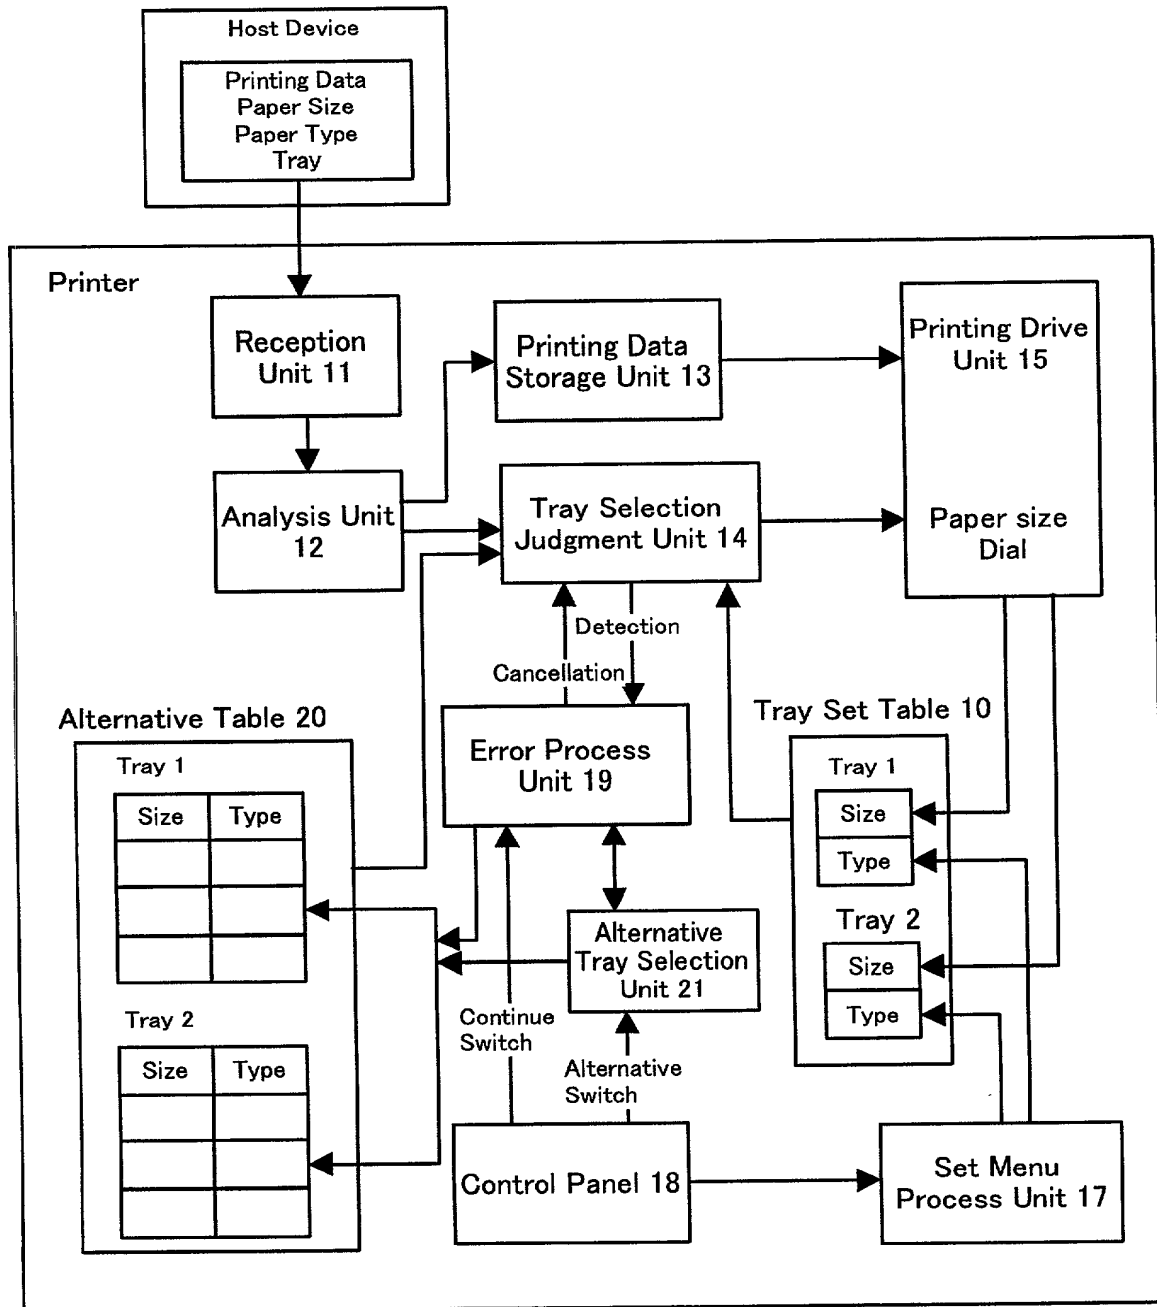 Host Device
Printing Data
Paper Size
Paper Type
Tray
Printer
Reception
Unit 11
Printing Data
Storage Unit 13
Printing Drive
Unit 15
Analysis Unit
12
Tray Selection
Judgment Unit 14
Paper size
Dial
Detection
Cancellation
Alternative Table 20
Tray 1
Size Type
Tray 2
Size Type
Error Process
Unit 19
Tray Set Table 10
Tray 1
Size
Type
Tray 2
Size
Type
Alternative
Tray Selection
Unit 21
Continue
Switch
Alternative
Switch
Control Panel 18
Set Menu
Process Unit 17